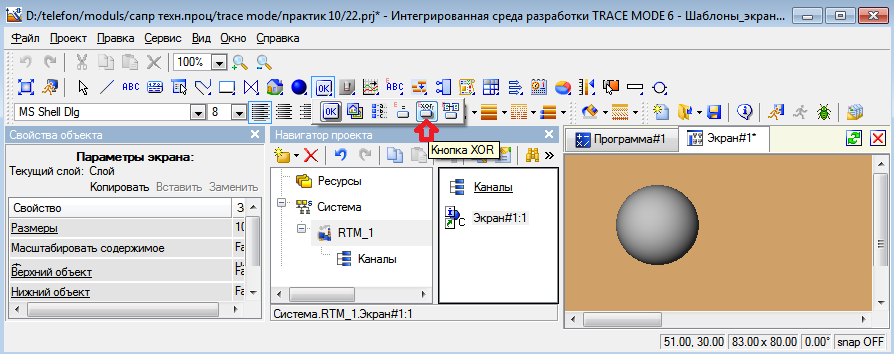 D:/telefon/moduls/сапр техн.проц/trace mode/практик 10/22.prj* - Интегрированная среда разработки TRACE MODE 6 - Шаблоны_экран...
Файл Правка Проект Сервис Вид Окно Справка
100%
ABC OK ABC
MS Shell Dlg 8 OK xor
Кнопка XOR
Свойства объекта
Параметры экрана:
Текущий слой: Слой
Копировать Вставить Заменить
Свойство З
Размеры 10
Масштабировать содержимое Fa
Верхний объект Fa
Нижний объект Fa
Навигатор проекта
Ресурсы
Система
RTM_1
Каналы
Каналы
Экран#1:1
Система.RTM_1.Экран#1:1
Программа#1 Экран#1*
51.00, 30.00 83.00 x 80.00 0.00° snap OFF